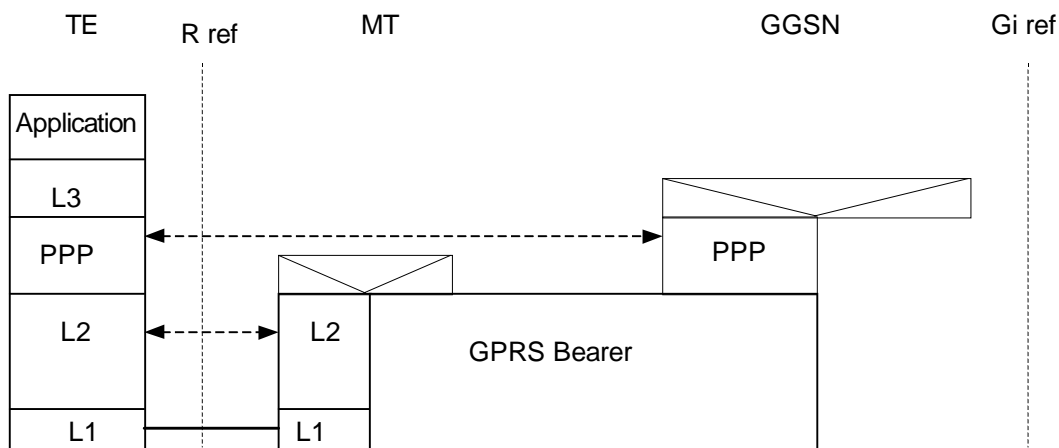 TE
R ref
MT
GGSN
Gi ref
Application
L3
PPP
PPP
L2
L2
GPRS Bearer
L1
L1